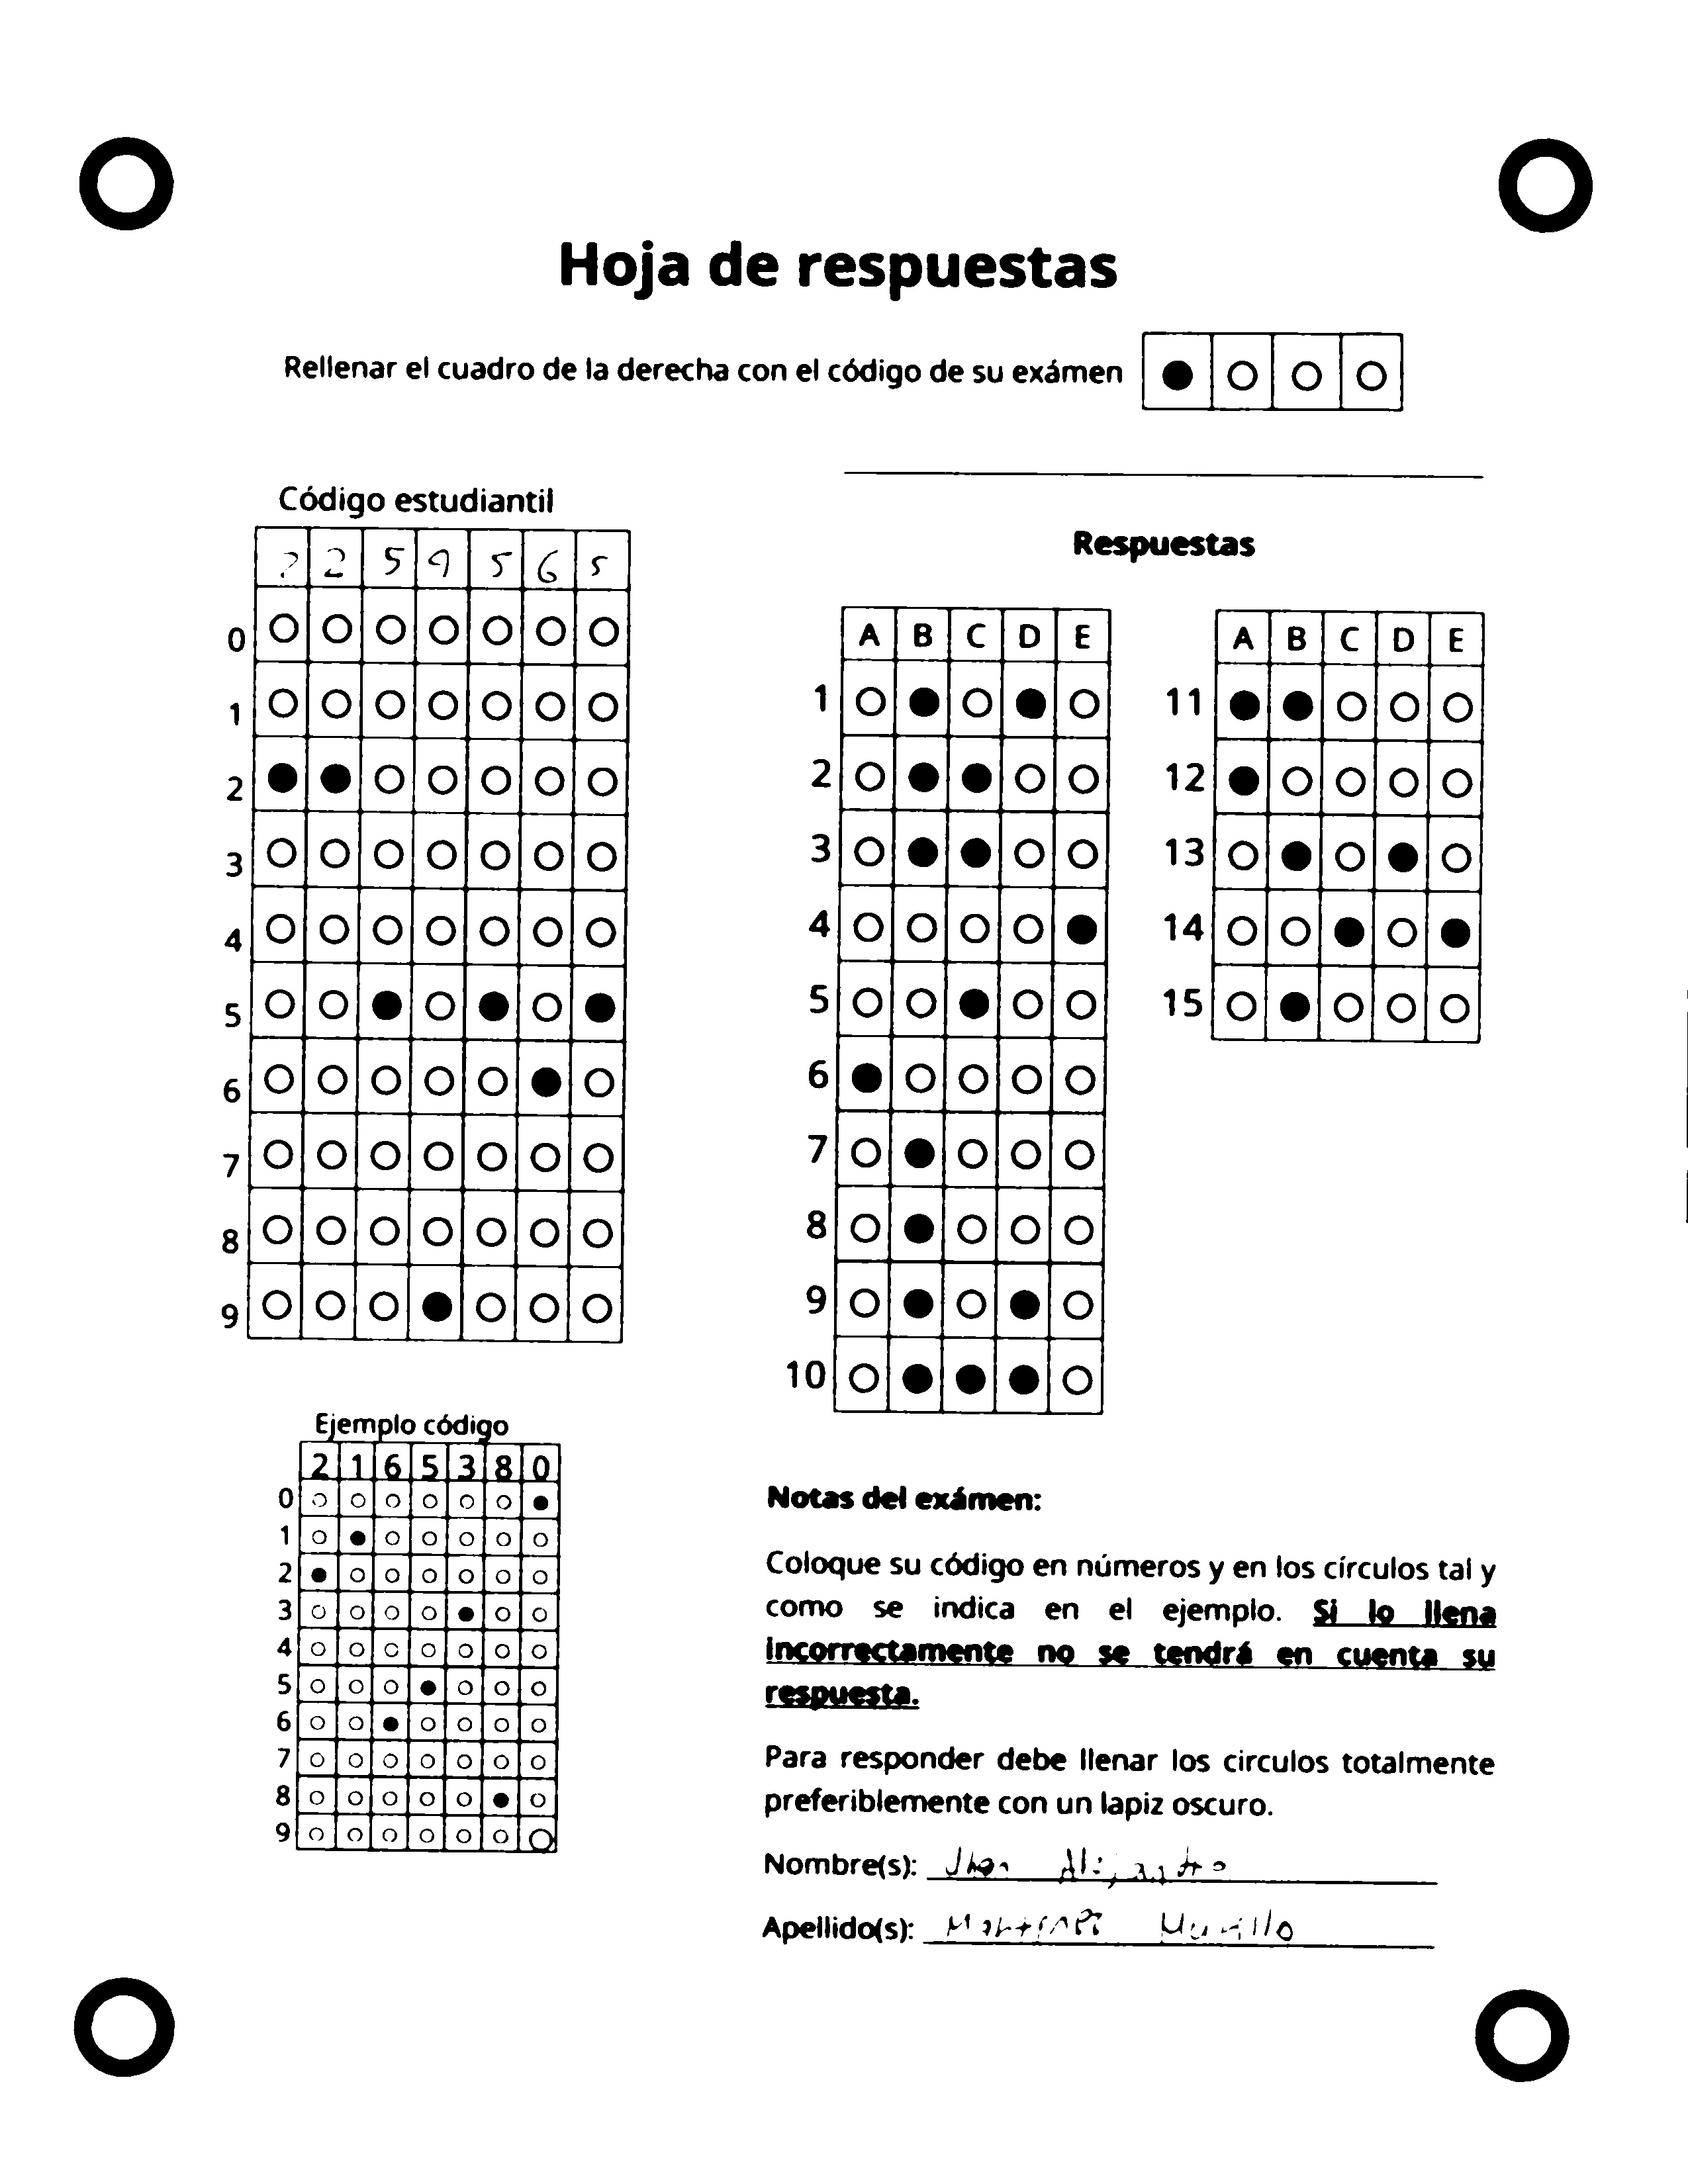 Hoja de respuestas
Rellenar el cuadro de la derecha con el código de su exámen
Código estudiantil
2 2 5 9 5 6 5
0
1
2
3
4
5
6
7
8
9
Ejemplo código
2 1 6 5 3 8 0
0
1
2
3
4
5
6
7
8
9
Respuestas
A B C D E
1
2
3
4
5
6
7
8
9
10
A B C D E
11
12
13
14
15
Notas del exámen:
Coloque su código en números y en los círculos tal y
como se indica en el ejemplo. Si lo llena
incorrectamente no se tendrá en cuenta su
respuesta.
Para responder debe llenar los circulos totalmente
preferiblemente con un lapiz oscuro.
Nombre(s): Alejandro
Apellido(s): Murillo